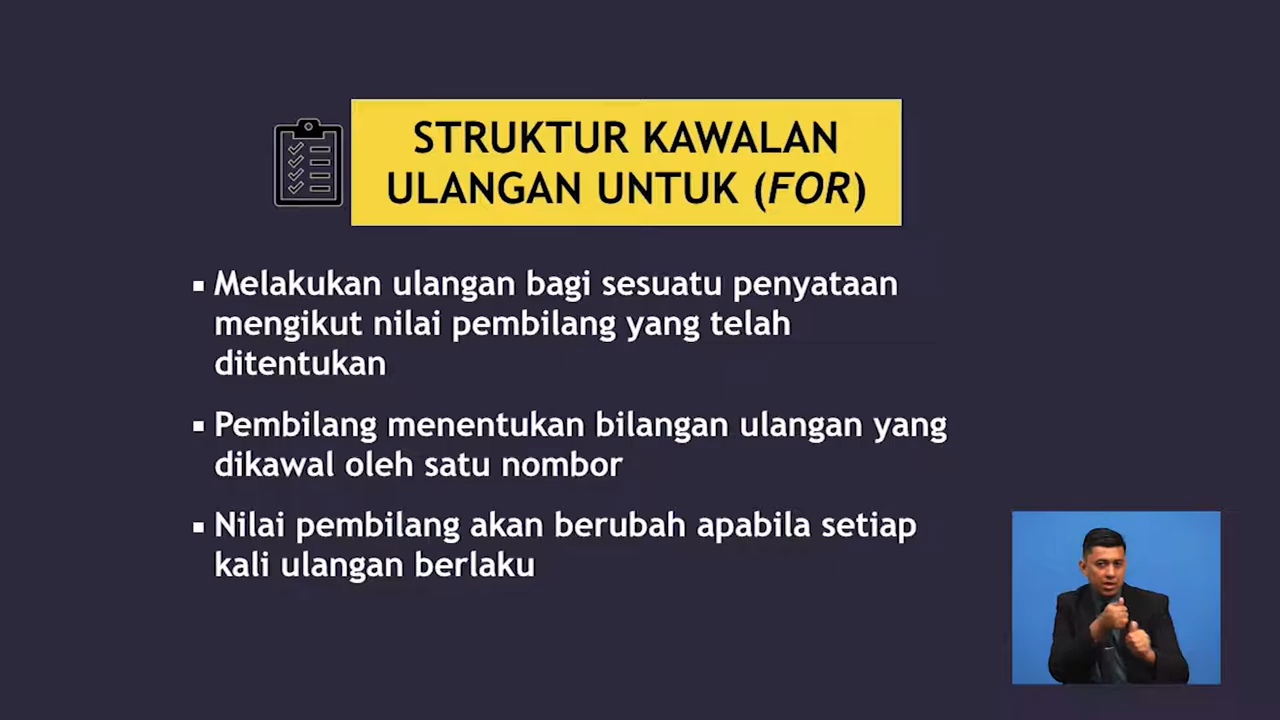 STRUKTUR KAWALAN
ULANGAN UNTUK (FOR)
▪ Melakukan ulangan bagi sesuatu penyataan
mengikut nilai pembilang yang telah
ditentukan
▪ Pembilang menentukan bilangan ulangan yang
dikawal oleh satu nombor
▪ Nilai pembilang akan berubah apabila setiap
kali ulangan berlaku